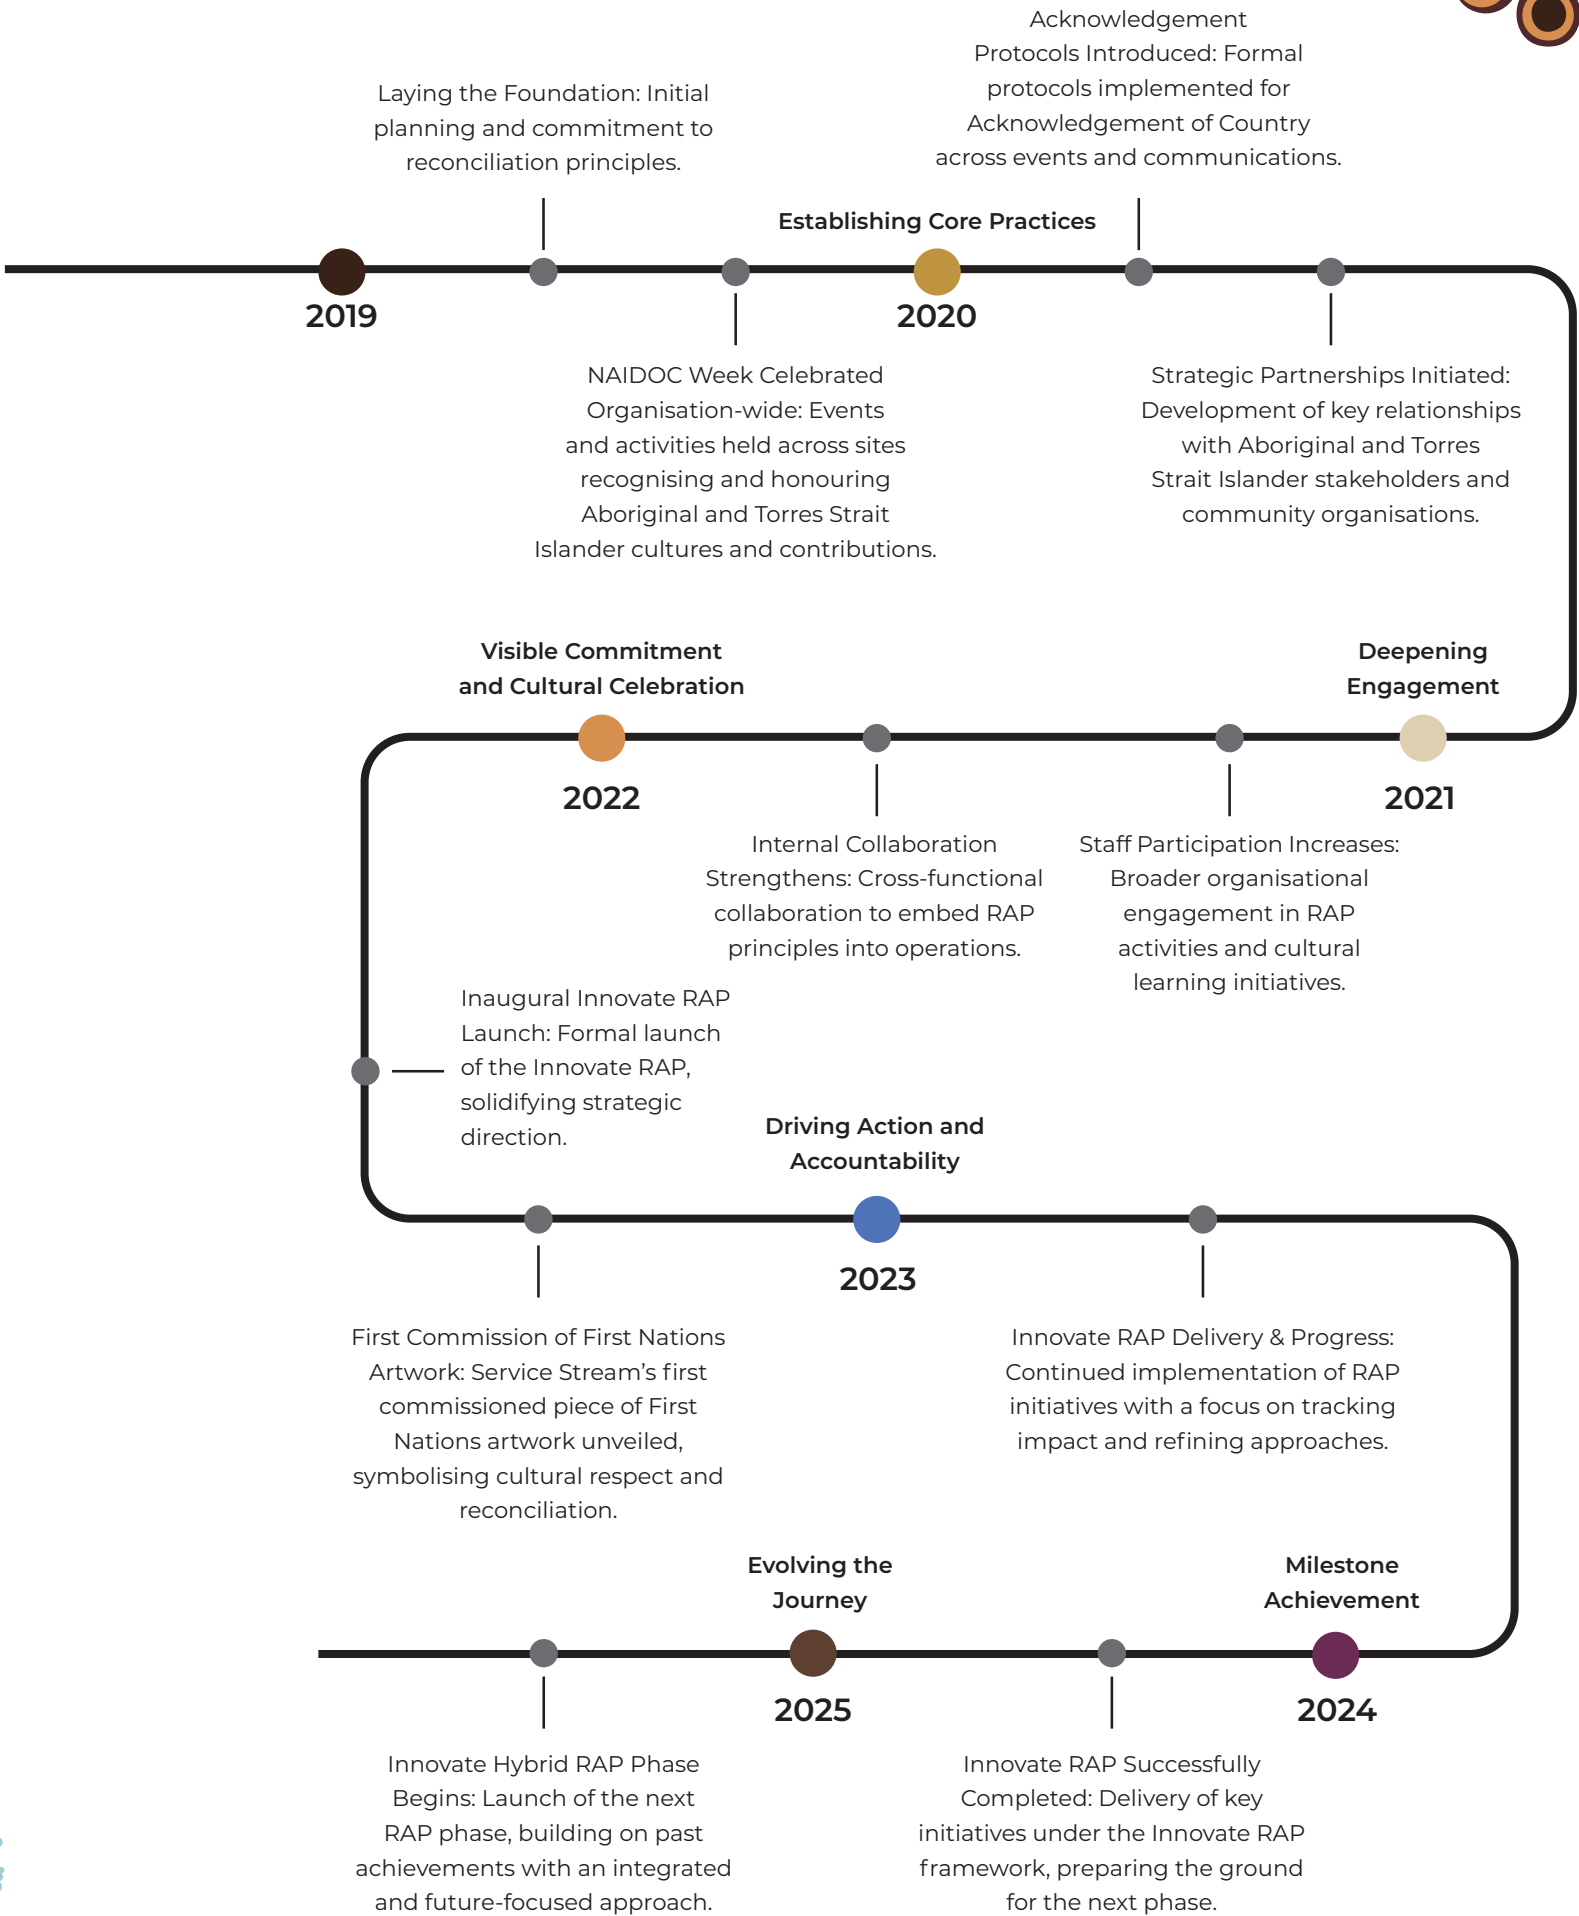 Laying the Foundation: Initial
planning and commitment to
reconciliation principles.
2019
NAIDOC Week Celebrated
Organisation-wide: Events
and activities held across sites
recognising and honouring
Aboriginal and Torres Strait
Islander cultures and contributions.
Establishing Core Practices
2020
Acknowledgement
Protocols Introduced: Formal
protocols implemented for
Acknowledgement of Country
across events and communications.
Strategic Partnerships Initiated:
Development of key relationships
with Aboriginal and Torres
Strait Islander stakeholders and
community organisations.
Deepening
Engagement
2021
Staff Participation Increases:
Broader organisational
engagement in RAP
activities and cultural
learning initiatives.
Internal Collaboration
Strengthens: Cross-functional
collaboration to embed RAP
principles into operations.
Visible Commitment
and Cultural Celebration
2022
Inaugural Innovate RAP
Launch: Formal launch
of the Innovate RAP,
solidifying strategic
direction.
First Commission of First Nations
Artwork: Service Stream’s first
commissioned piece of First
Nations artwork unveiled,
symbolising cultural respect and
reconciliation.
Driving Action and
Accountability
2023
Innovate RAP Delivery & Progress:
Continued implementation of RAP
initiatives with a focus on tracking
impact and refining approaches.
Milestone
Achievement
2024
Innovate RAP Successfully
Completed: Delivery of key
initiatives under the Innovate RAP
framework, preparing the ground
for the next phase.
Evolving the
Journey
2025
Innovate Hybrid RAP Phase
Begins: Launch of the next
RAP phase, building on past
achievements with an integrated
and future-focused approach.